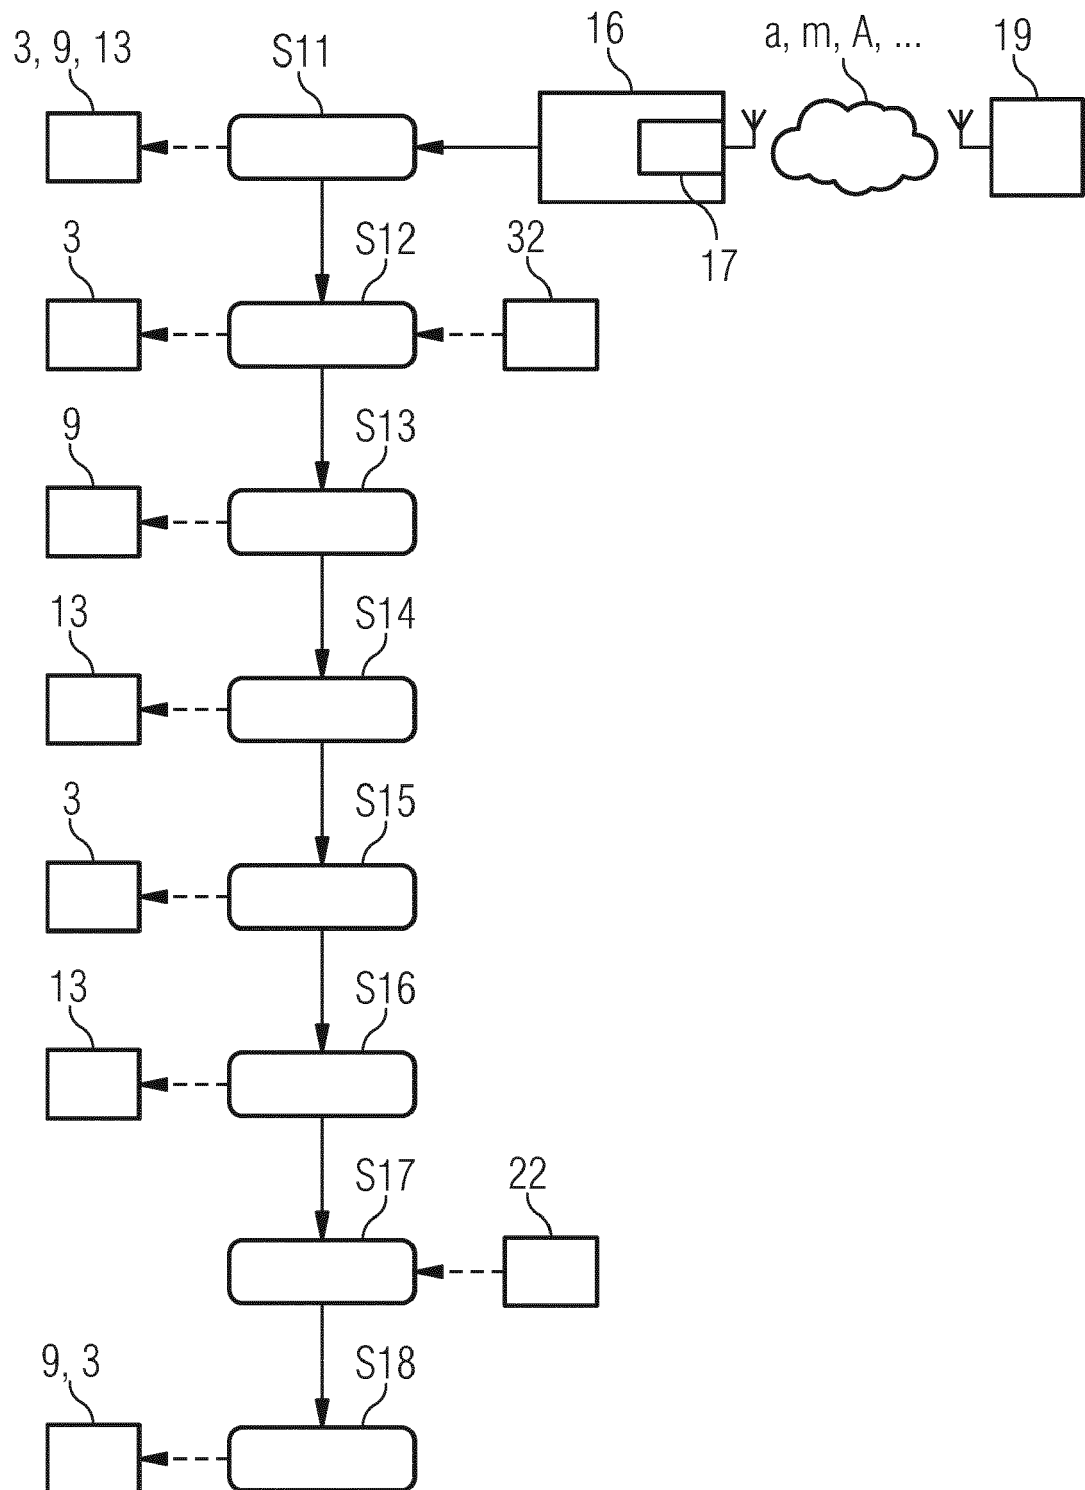 3, 9, 13
S11
16
a, m, A, ...
19
17
3
S12
32
9
S13
13
S14
3
S15
13
S16
S17
22
9, 3
S18